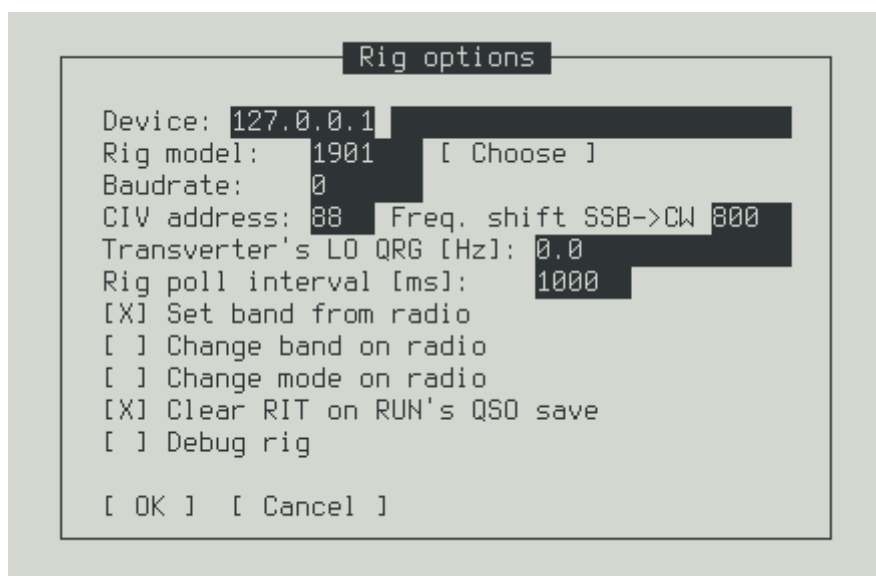 Rig options
Device: 127.0.0.1
Rig model: 1901 [ Choose ]
Baudrate: 0
CIV address: 88 Freq. shift SSB->CW 800
Transverter's LO QRG [Hz]: 0.0
Rig poll interval [ms]: 1000
[X] Set band from radio
[ ] Change band on radio
[ ] Change mode on radio
[X] Clear RIT on RUN's QSO save
[ ] Debug rig
[ OK ] [ Cancel ]